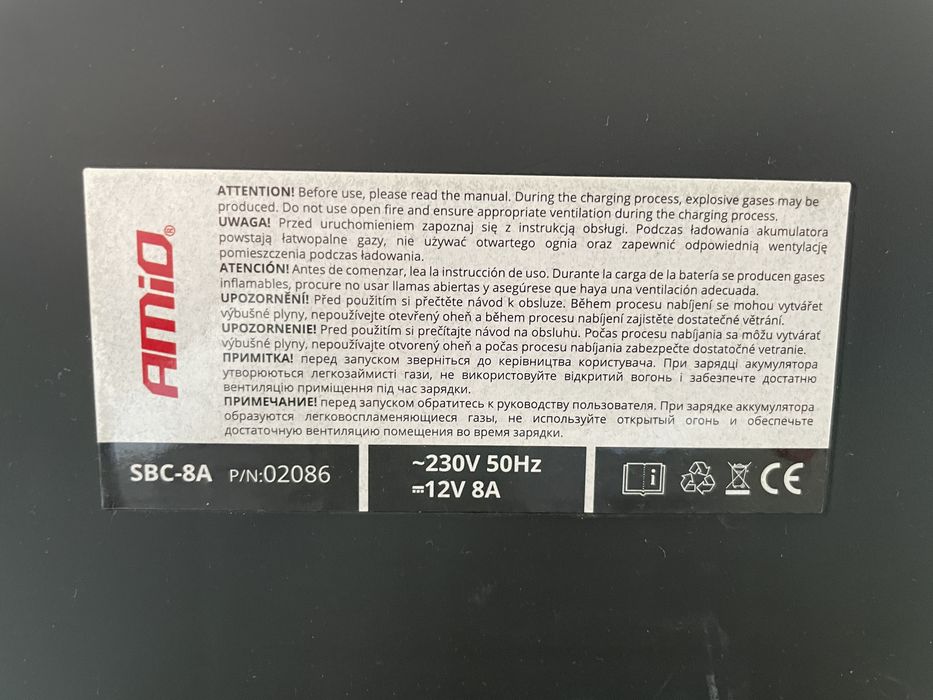 AMiO®
ATTENTION! Before use, please read the manual. During the charging process, explosive gases may be
produced. Do not use open fire and ensure appropriate ventilation during the charging process.
UWAGA! Przed uruchomieniem zapoznaj się z instrukcją obsługi. Podczas ładowania akumulatora
powstają łatwopalne gazy, nie używać otwartego ognia oraz zapewnić odpowiednią wentylację
pomieszczenia podczas ładowania.
ATENCIÓN! Antes de comenzar, lea la instrucción de uso. Durante la carga de la batería se producen gases
inflamables, procure no usar llamas abiertas y asegúrese que haya una ventilación adecuada.
UPOZORNĚNÍ! Před použitím si přečtěte návod k obsluze. Během procesu nabíjení se mohou vytvářet
výbušné plyny, nepoužívejte otevřený oheň a během procesu nabíjení zajistěte dostatečné větrání.
UPOZORNENIE! Pred použitím si prečítajte návod na obsluhu. Počas procesu nabíjania sa môžu vytvárať
výbušné plyny, nepoužívajte otvorený oheň a počas procesu nabíjania zabezpečte dostatočné vetranie.
ПРИМІТКА! перед запуском зверніться до керівництва користувача. При зарядці акумулятора
утворюються легкозаймисті гази, не використовуйте відкритий вогонь і забезпечте достатню
вентиляцію приміщення під час зарядки.
ПРИМЕЧАНИЕ! перед запуском обратитесь к руководству пользователя. При зарядке аккумулятора
образуются легковоспламеняющиеся газы, не используйте открытый огонь и обеспечьте
достаточную вентиляцию помещения во время зарядки.
SBC-8A P/N:02086
~230V 50Hz
⎓12V 8A
i
CE